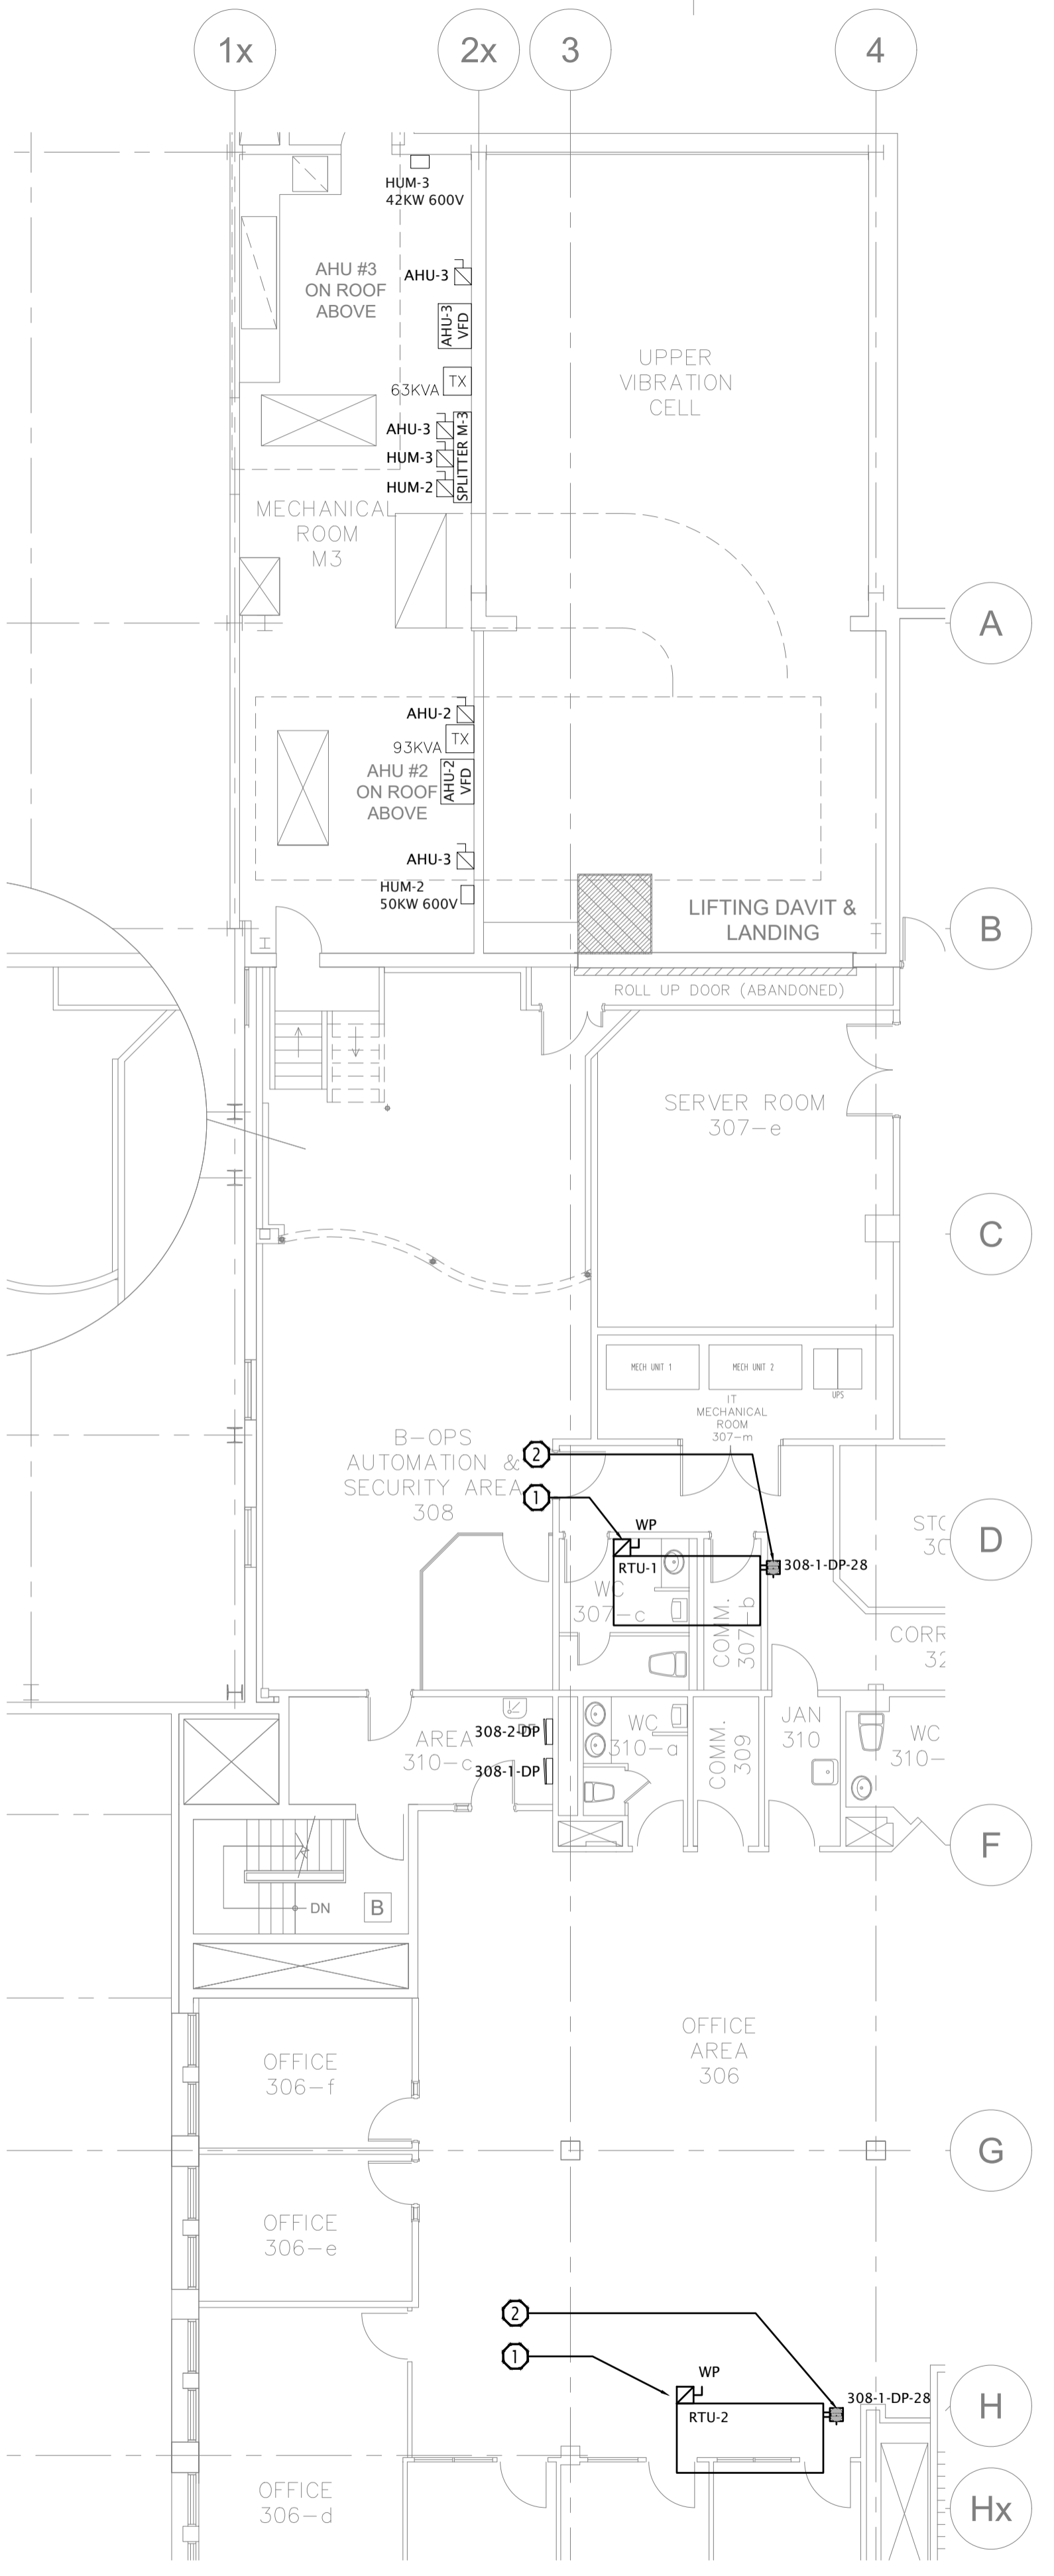 1x
2x
3
4
HUM-3
42KW 600V
AHU #3
ON ROOF
ABOVE
AHU-3
AHU-3
VFD
UPPER
VIBRATION
CELL
TX
63KVA
AHU-3
HUM-3
HUM-2
SPLITTER M-3
MECHANICAL
ROOM
M3
A
AHU-2
TX
93KVA
AHU #2
ON ROOF
ABOVE
AHU-2
VFD
AHU-3
HUM-2
50KW 600V
LIFTING DAVIT &
LANDING
B
ROLL UP DOOR (ABANDONED)
SERVER ROOM
307-e
C
MECH UNIT 1
MECH UNIT 2
UPS
IT
MECHANICAL
ROOM
307-m
B-OPS
AUTOMATION &
SECURITY AREA
308
2
1
WP
RTU-1
308-1-DP-28
WC
307-c
COMM.
307-b
D
CORR
308-2-DP
308-1-DP
AREA
310-c
WC
310-a
COMM.
309
JAN
310
WC
310-
F
DN
B
OFFICE
306-f
OFFICE
AREA
306
G
OFFICE
306-e
2
1
WP
RTU-2
308-1-DP-28
H
OFFICE
306-d
Hx